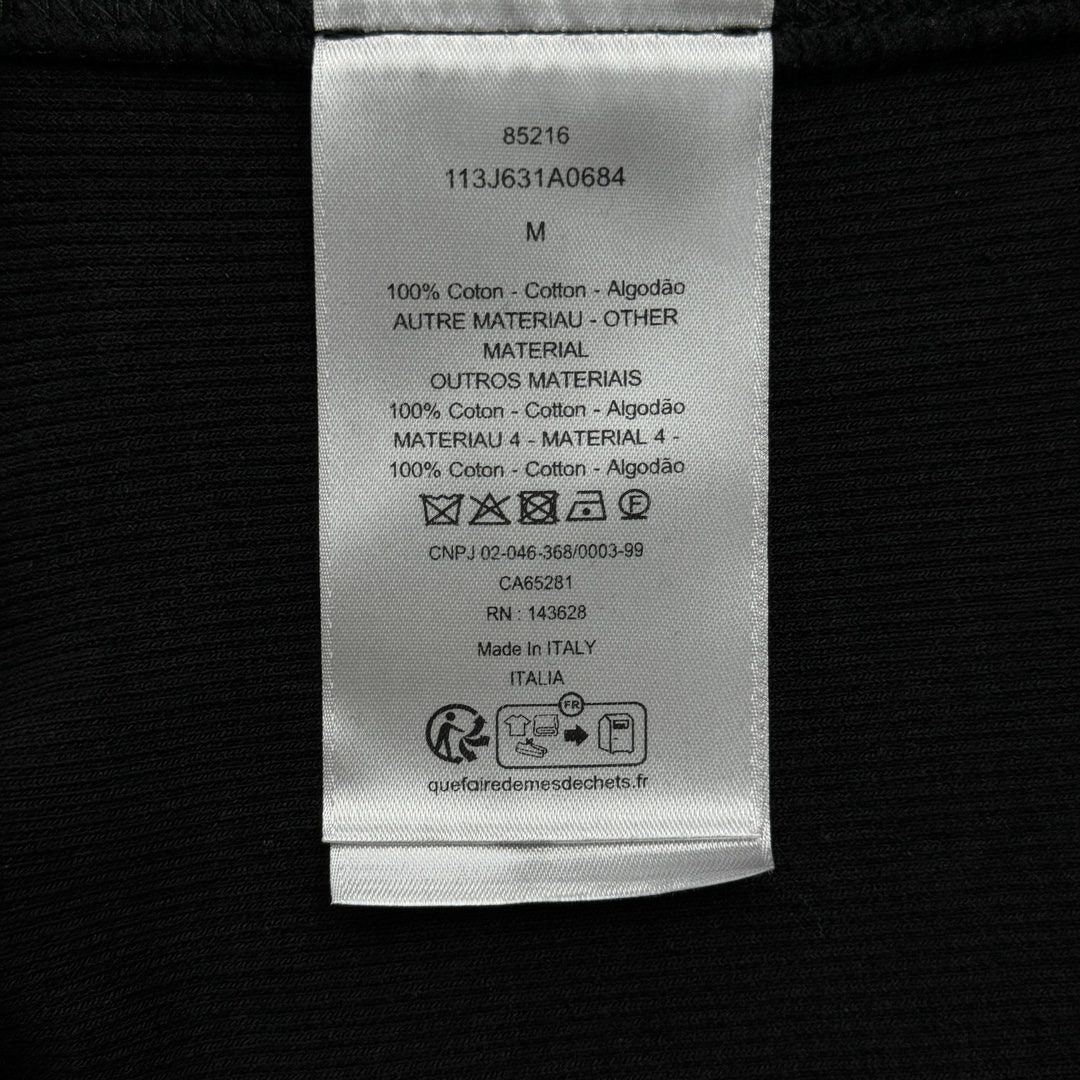 85216
113J631A0684
M
100% Coton - Cotton - Algodão
AUTRE MATERIAU - OTHER
MATERIAL
OUTROS MATERIAIS
100% Coton - Cotton - Algodão
MATERIAU 4 - MATERIAL 4 -
100% Coton - Cotton - Algodão
F
CNPJ 02-046-368/0003-99
CA65281
RN : 143628
Made In ITALY
ITALIA
FR
quefairedemesdechets.fr